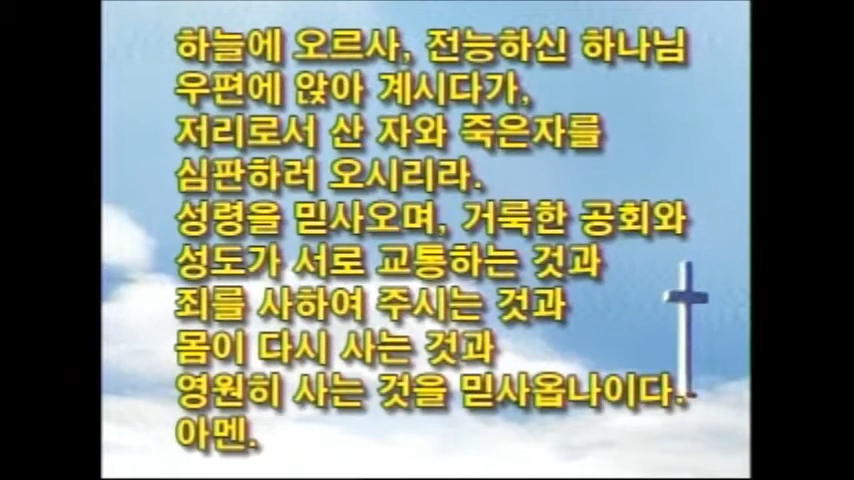 하늘에 오르사, 전능하신 하나님
우편에 앉아 계시다가,
저리로서 산 자와 죽은자를
심판하러 오시리라.
성령을 믿사오며, 거룩한 공회와
성도가 서로 교통하는 것과
죄를 사하여 주시는 것과
몸이 다시 사는 것과
영원히 사는 것을 믿사옵나이다.
아멘.